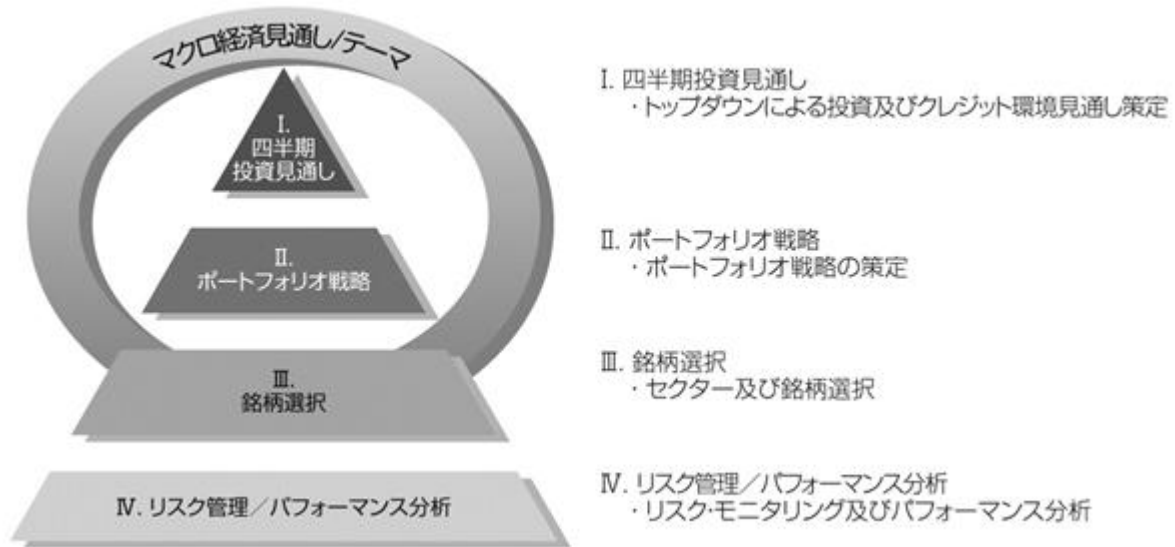 マクロ経済見通し/テーマ
Ⅰ.
四半期
投資見通し
Ⅱ.
ポートフォリオ戦略
Ⅲ.
銘柄選択
Ⅳ. リスク管理／パフォーマンス分析
Ⅰ. 四半期投資見通し
・トップダウンによる投資及びクレジット環境見通し策定
Ⅱ. ポートフォリオ戦略
・ポートフォリオ戦略の策定
Ⅲ. 銘柄選択
・セクター及び銘柄選択
Ⅳ. リスク管理／パフォーマンス分析
・リスク・モニタリング及びパフォーマンス分析